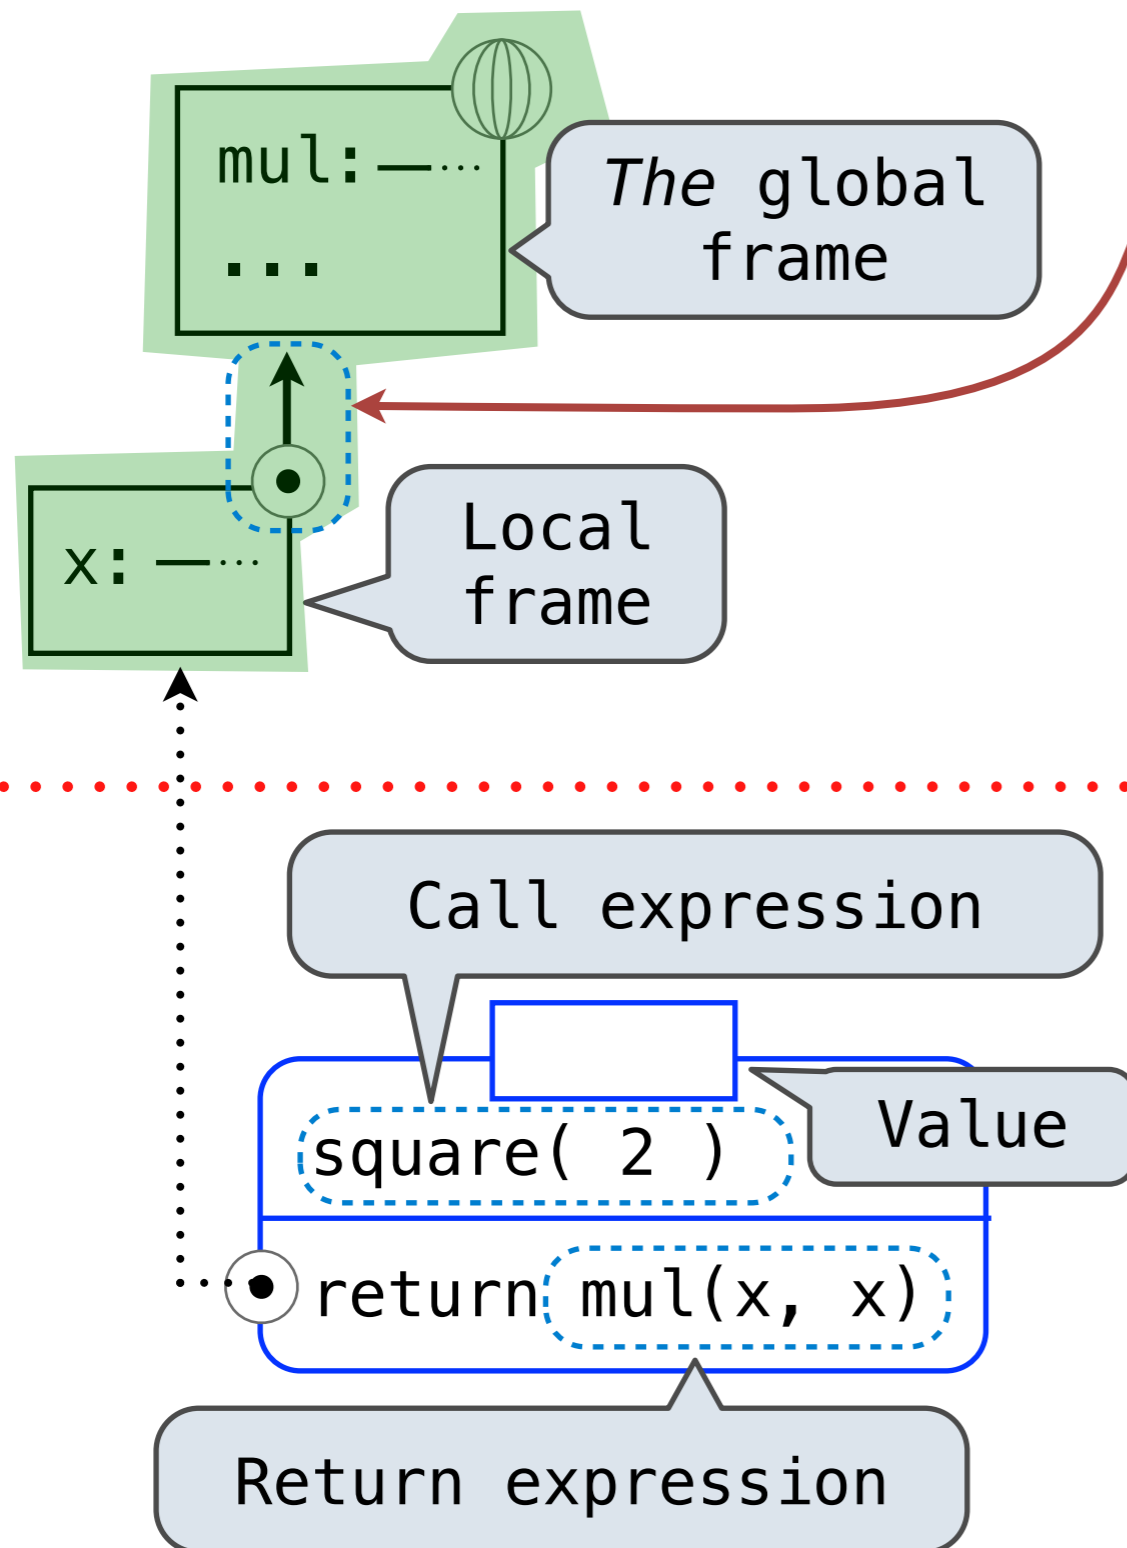 mul: —···
...
The global
frame
x: —···
Local
frame
Call expression
Value
square( 2 )
return mul(x, x)
Return expression